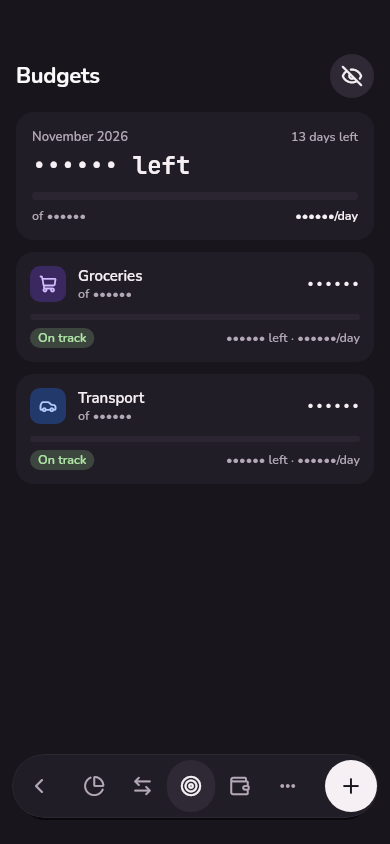 Budgets
November 2026
13 days left
•••••• left
of ••••••
••••••/day
Groceries
••••••
of ••••••
On track
•••••• left · ••••••/day
Transport
••••••
of ••••••
On track
•••••• left · ••••••/day